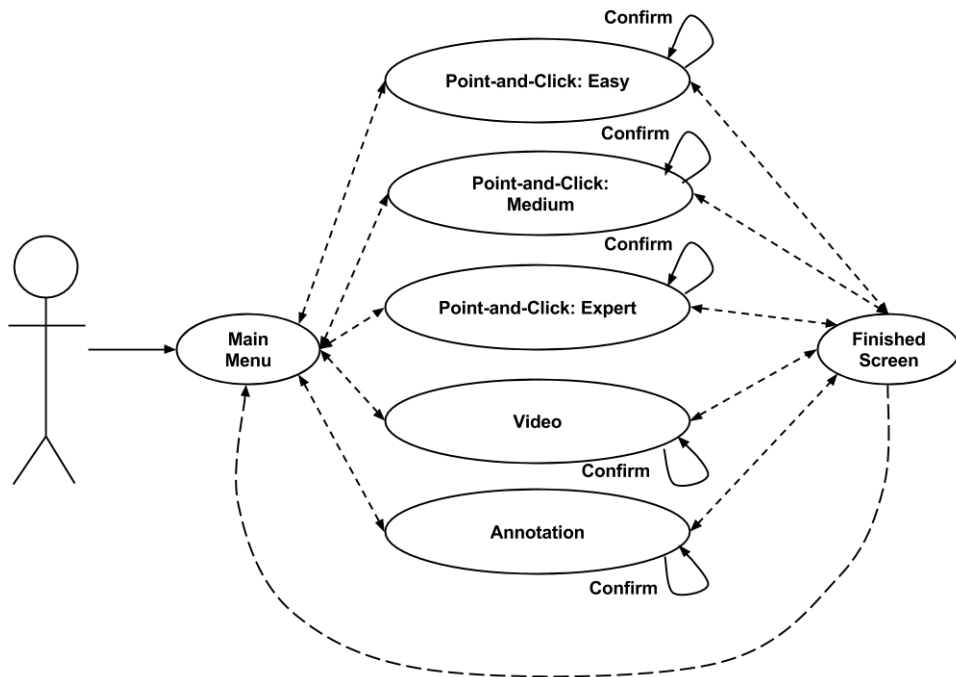 Confirm
Point-and-Click: Easy
Confirm
Point-and-Click:
Medium
Confirm
Point-and-Click: Expert
Main
Menu
Finished
Screen
Video
Confirm
Annotation
Confirm